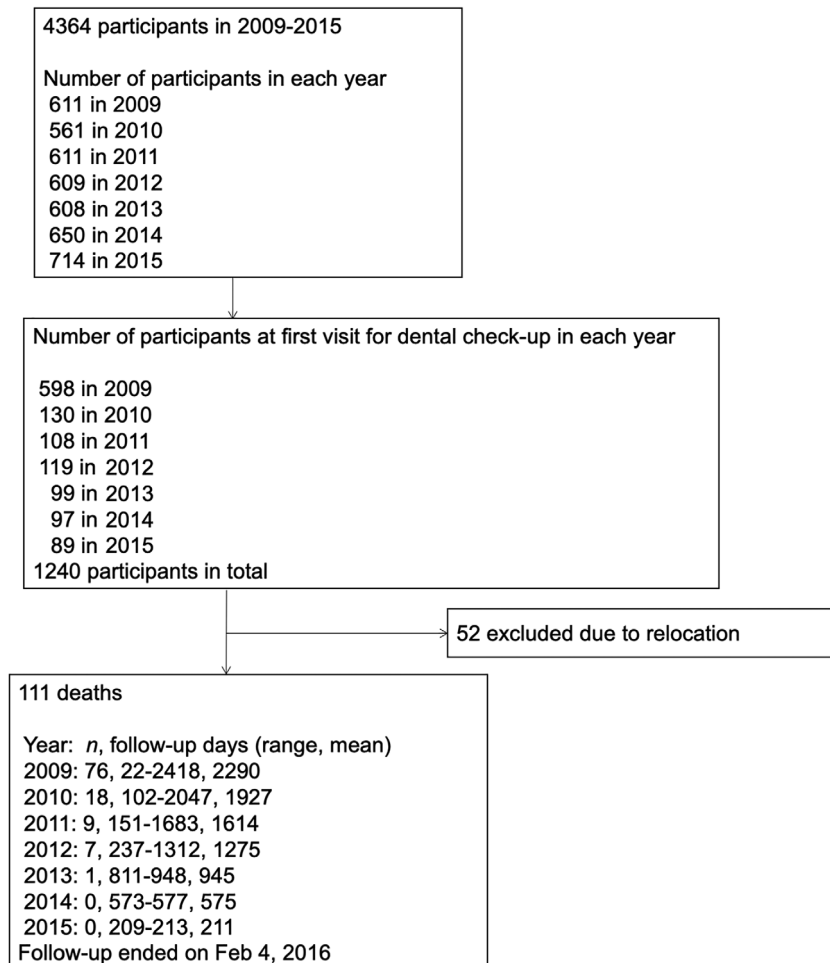 4364 participants in 2009-2015
Number of participants in each year
611 in 2009
561 in 2010
611 in 2011
609 in 2012
608 in 2013
650 in 2014
714 in 2015
Number of participants at first visit for dental check-up in each year
598 in 2009
130 in 2010
108 in 2011
119 in 2012
99 in 2013
97 in 2014
89 in 2015
1240 participants in total
52 excluded due to relocation
111 deaths
Year: n, follow-up days (range, mean)
2009: 76, 22-2418, 2290
2010: 18, 102-2047, 1927
2011: 9, 151-1683, 1614
2012: 7, 237-1312, 1275
2013: 1, 811-948, 945
2014: 0, 573-577, 575
2015: 0, 209-213, 211
Follow-up ended on Feb 4, 2016